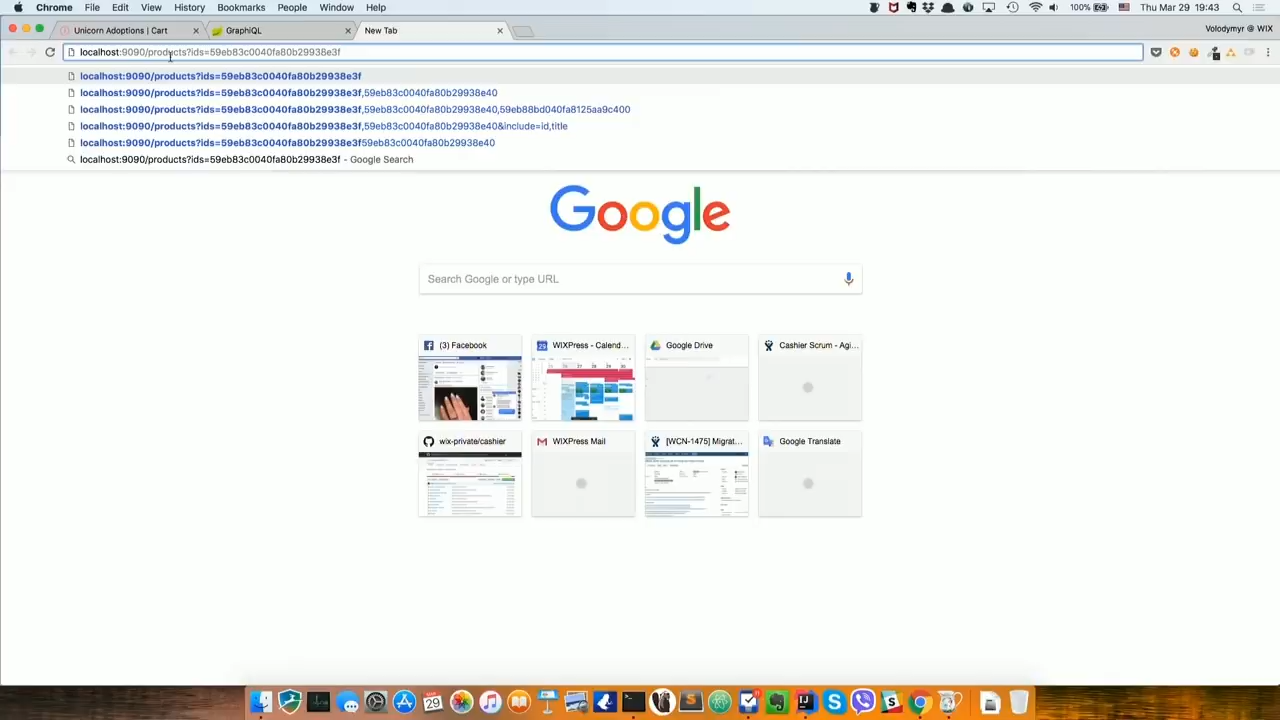 Chrome File Edit View History Bookmarks People Window Help 100% Thu Mar 29 19:43
Unicorn Adoptions | Cart GraphiQL New Tab Volodymyr @ WIX
localhost:9090/products?ids=59eb83c0040fa80b29938e3f
localhost:9090/products?ids=59eb83c0040fa80b29938e3f
localhost:9090/products?ids=59eb83c0040fa80b29938e3f,59eb83c0040fa80b29938e40
localhost:9090/products?ids=59eb83c0040fa80b29938e3f,59eb83c0040fa80b29938e40,59eb88bd040fa8125aa9c400
localhost:9090/products?ids=59eb83c0040fa80b29938e3f,59eb83c0040fa80b29938e40&include=id,title
localhost:9090/products?ids=59eb83c0040fa80b29938e3f59eb83c0040fa80b29938e40
localhost:9090/products?ids=59eb83c0040fa80b29938e3f - Google Search
Google
Search Google or type URL
(3) Facebook WIXPress - Calend... Google Drive Cashier Scrum - Agi...
wix-private/cashier WIXPress Mail [WCN-1475] Migrat... Google Translate